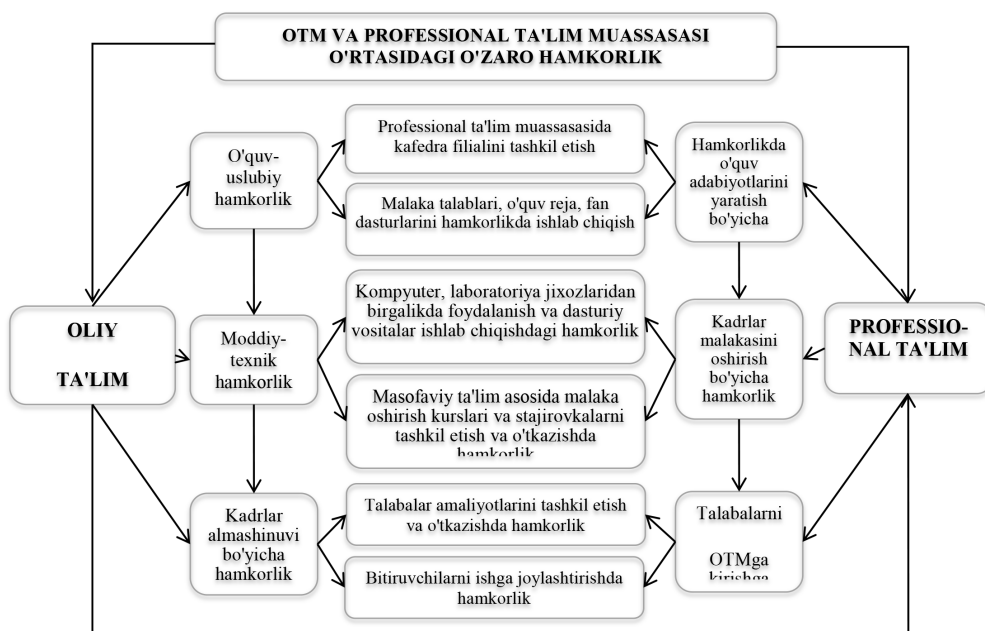 OTM VA PROFESSIONAL TA'LIM MUASSASASI
O'RTASIDAGI O'ZARO HAMKORLIK
O'quv-
uslubiy
hamkorlik
Professional ta'lim muassasasida
kafedra filialini tashkil etish
Malaka talablari, o'quv reja, fan
dasturlarini hamkorlikda ishlab chiqish
Hamkorlikda
o'quv
adabiyotlarini
yaratish
bo'yicha
OLIY
TA'LIM
Moddiy-
texnik
hamkorlik
Kompyuter, laboratoriya jixozlaridan
birgalikda foydalanish va dasturiy
vositalar ishlab chiqishdagi hamkorlik
Masofaviy ta'lim asosida malaka
oshirish kurslari va stajirovkalarni
tashkil etish va o'tkazishda
hamkorlik
Kadrlar
malakasini
oshirish
bo'yicha
hamkorlik
PROFESSIO-
NAL TA'LIM
Kadrlar
almashinuvi
bo'yicha
hamkorlik
Talabalar amaliyotlarini tashkil etish
va o'tkazishda hamkorlik
Bitiruvchilarni ishga joylashtirishda
hamkorlik
Talabalarni
OTMga
kirishga